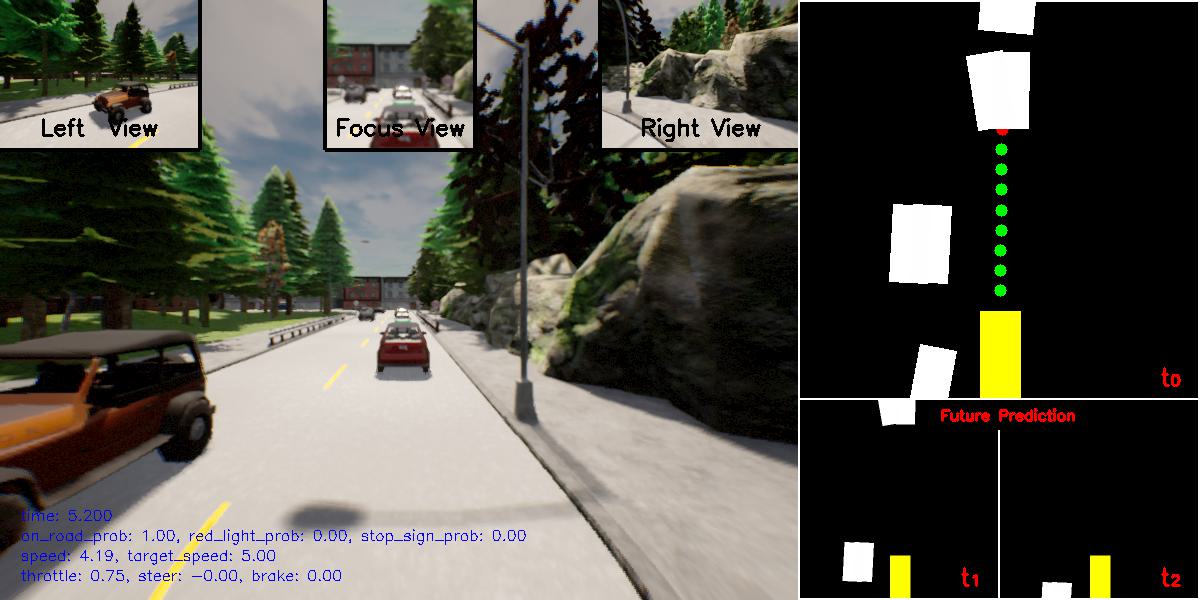 Left View
Focus View
Right View
t0
Future Prediction
t1
t2
time: 5.200
on_road_prob: 1.00, red_light_prob: 0.00, stop_sign_prob: 0.00
speed: 4.19, target_speed: 5.00
throttle: 0.75, steer: −0.00, brake: 0.00